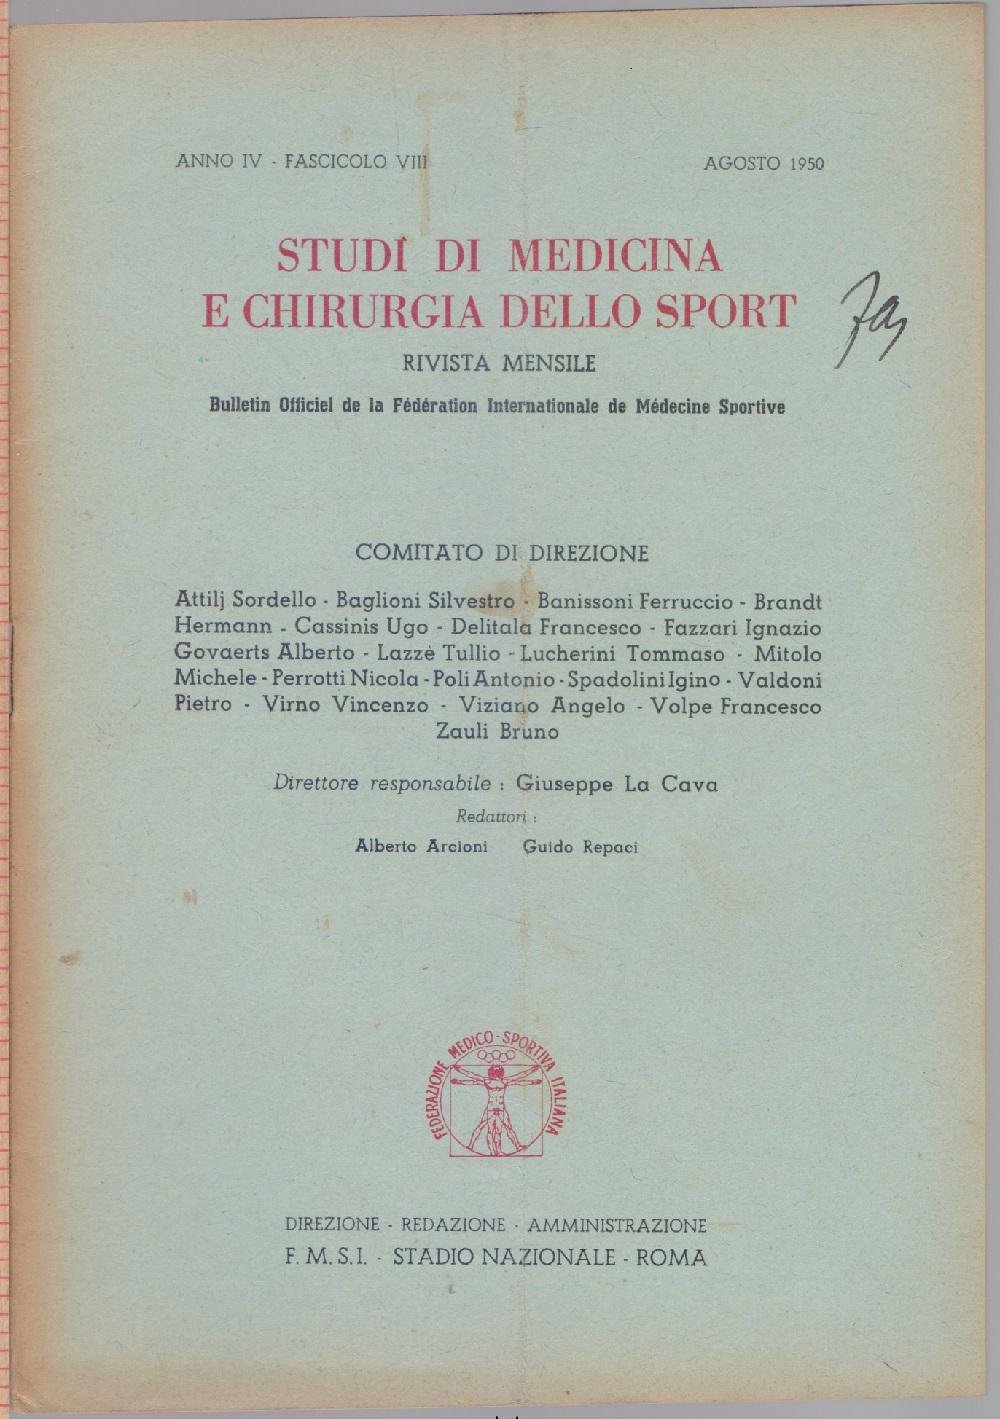 ANNO IV - FASCICOLO VIII
AGOSTO 1950
STUDI DI MEDICINA
E CHIRURGIA DELLO SPORT
RIVISTA MENSILE
Bulletin Officiel de la Fédération Internationale de Médecine Sportive
COMITATO DI DIREZIONE
Attilj Sordello - Baglioni Silvestro - Banissoni Ferruccio - Brandt
Hermann - Cassinis Ugo - Delitala Francesco - Fazzari Ignazio
Govaerts Alberto - Lazzè Tullio - Lucherini Tommaso - Mitolo
Michele - Perrotti Nicola - Poli Antonio - Spadolini Igino - Valdoni
Pietro - Virno Vincenzo - Viziano Angelo - Volpe Francesco
Zauli Bruno
Direttore responsabile : Giuseppe La Cava
Redattori :
Alberto Arcioni Guido Repaci
FEDERAZIONE MEDICO-SPORTIVA ITALIANA
DIREZIONE - REDAZIONE - AMMINISTRAZIONE
F. M. S. I. - STADIO NAZIONALE - ROMA